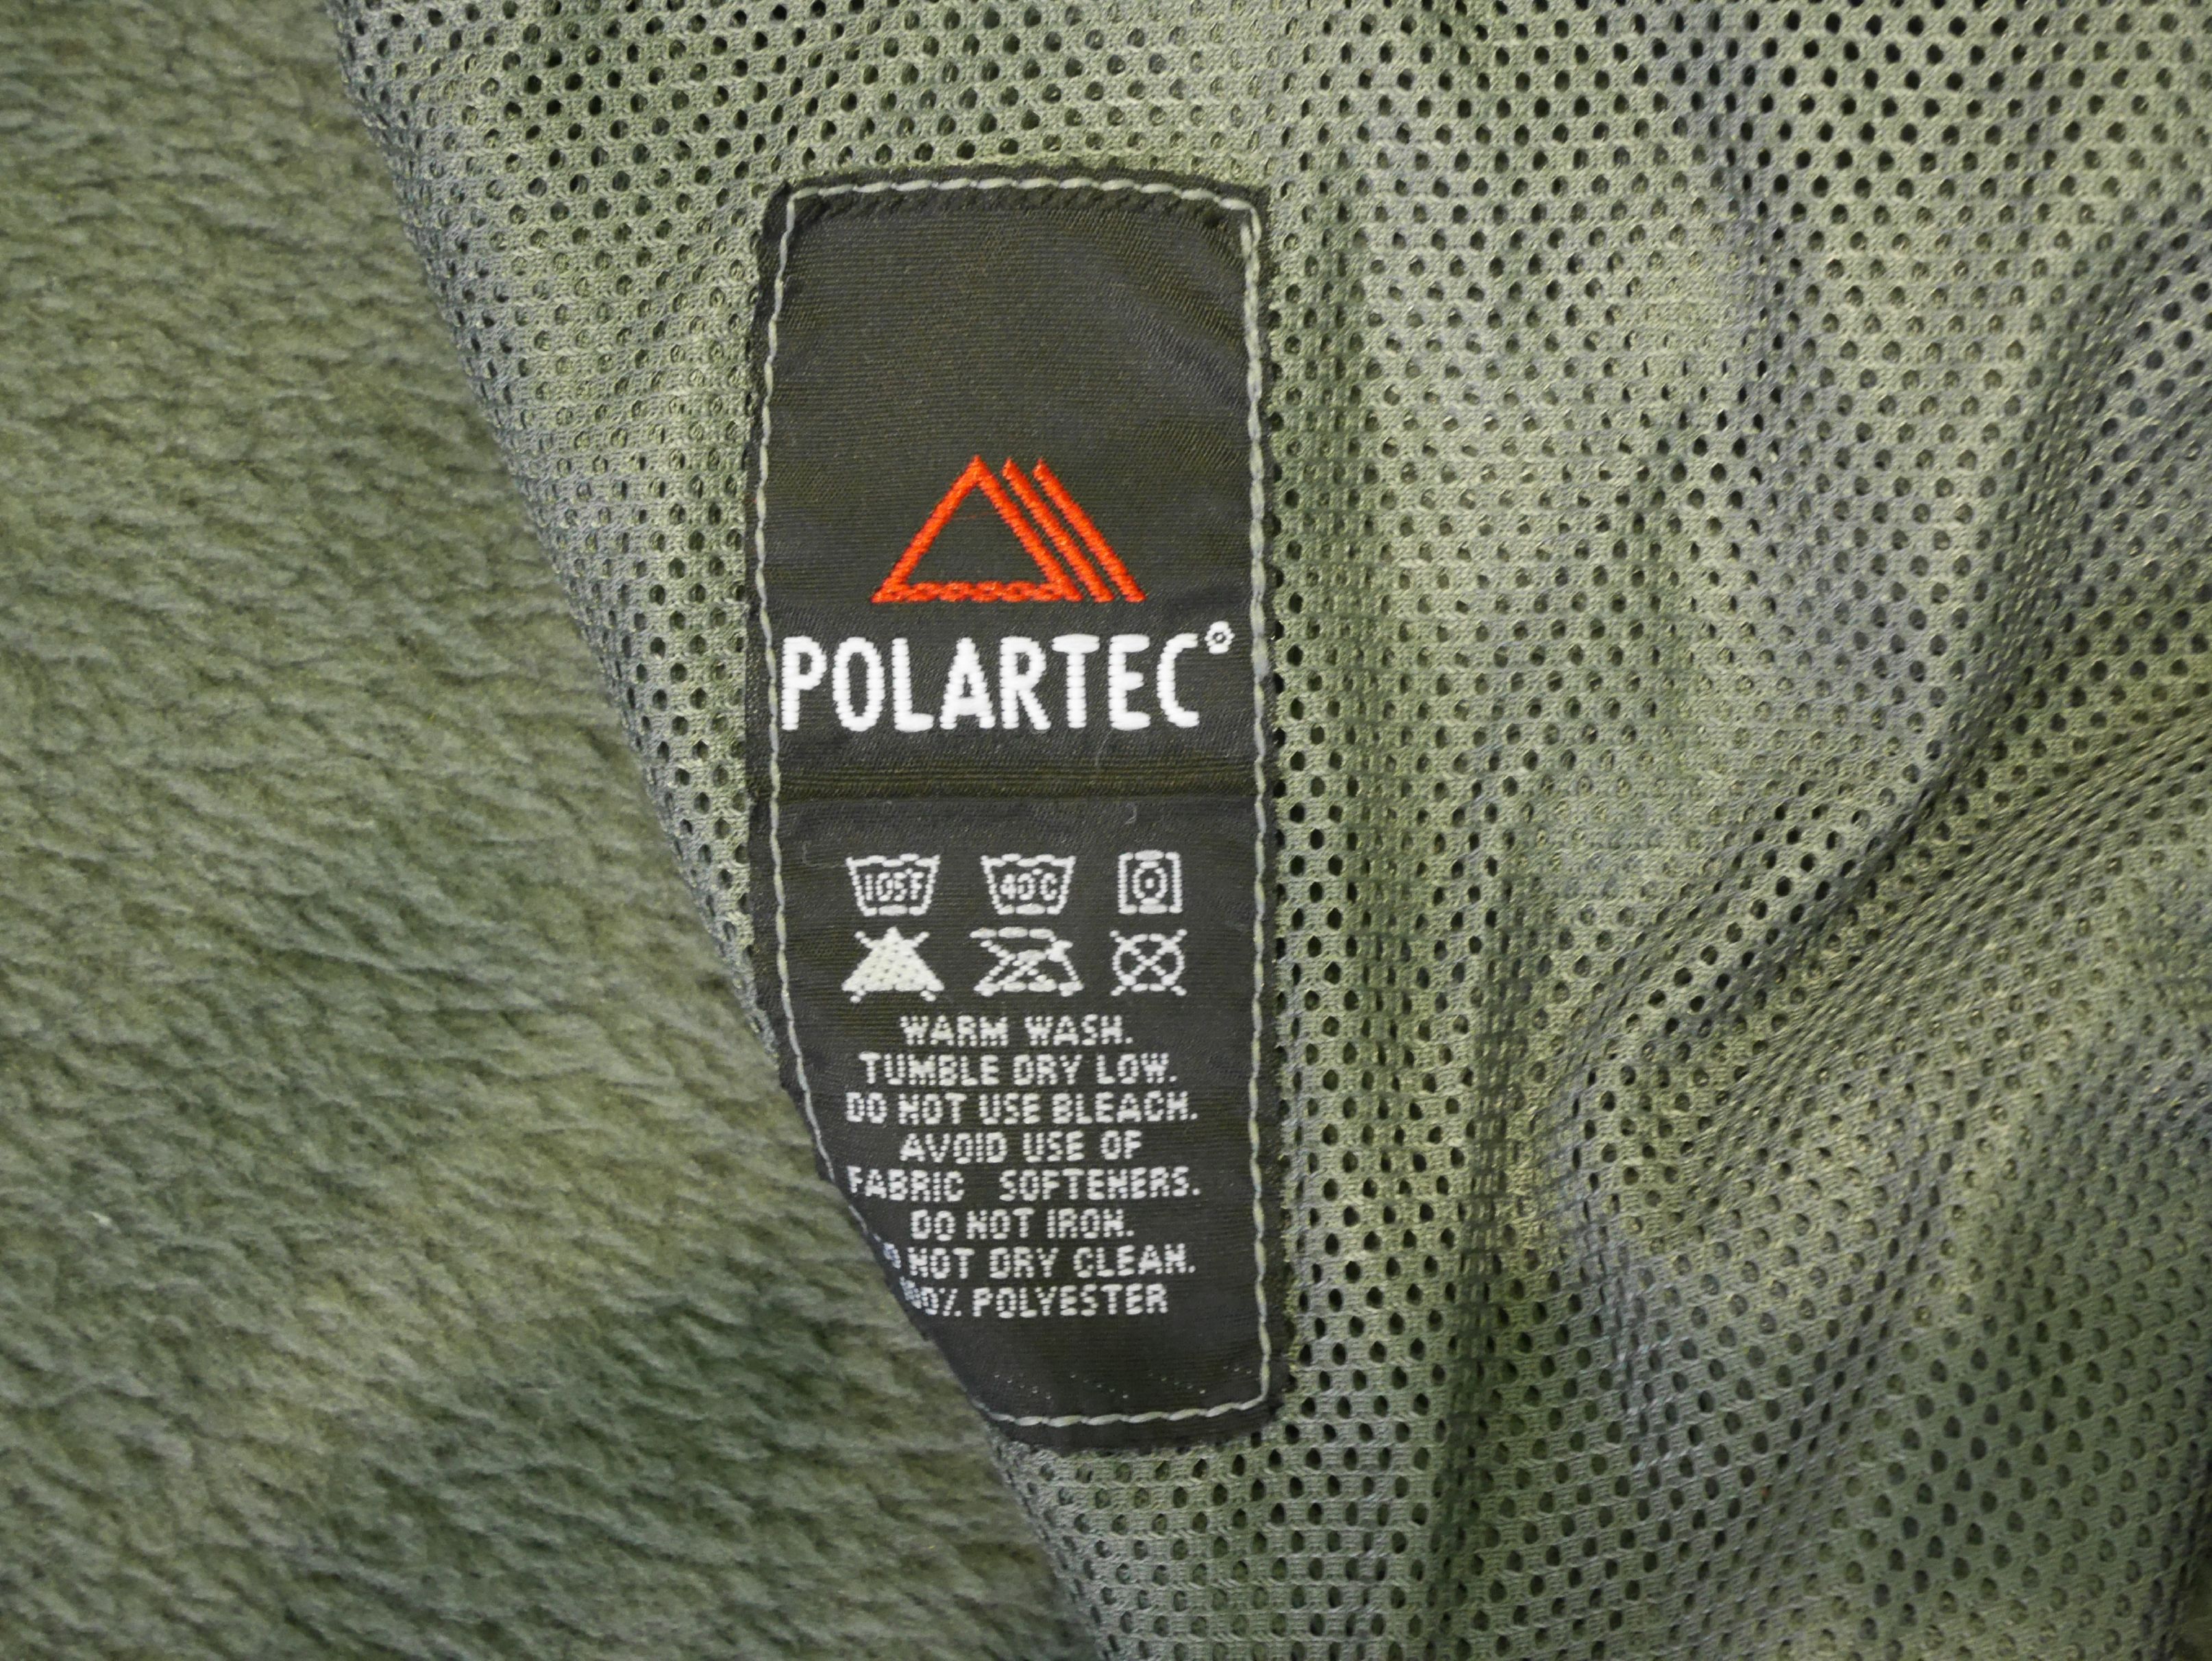 POLARTEC®
105F 40C
WARM WASH.
TUMBLE DRY LOW.
DO NOT USE BLEACH.
AVOID USE OF
FABRIC SOFTENERS.
DO NOT IRON.
NOT DRY CLEAN.
POLYESTER